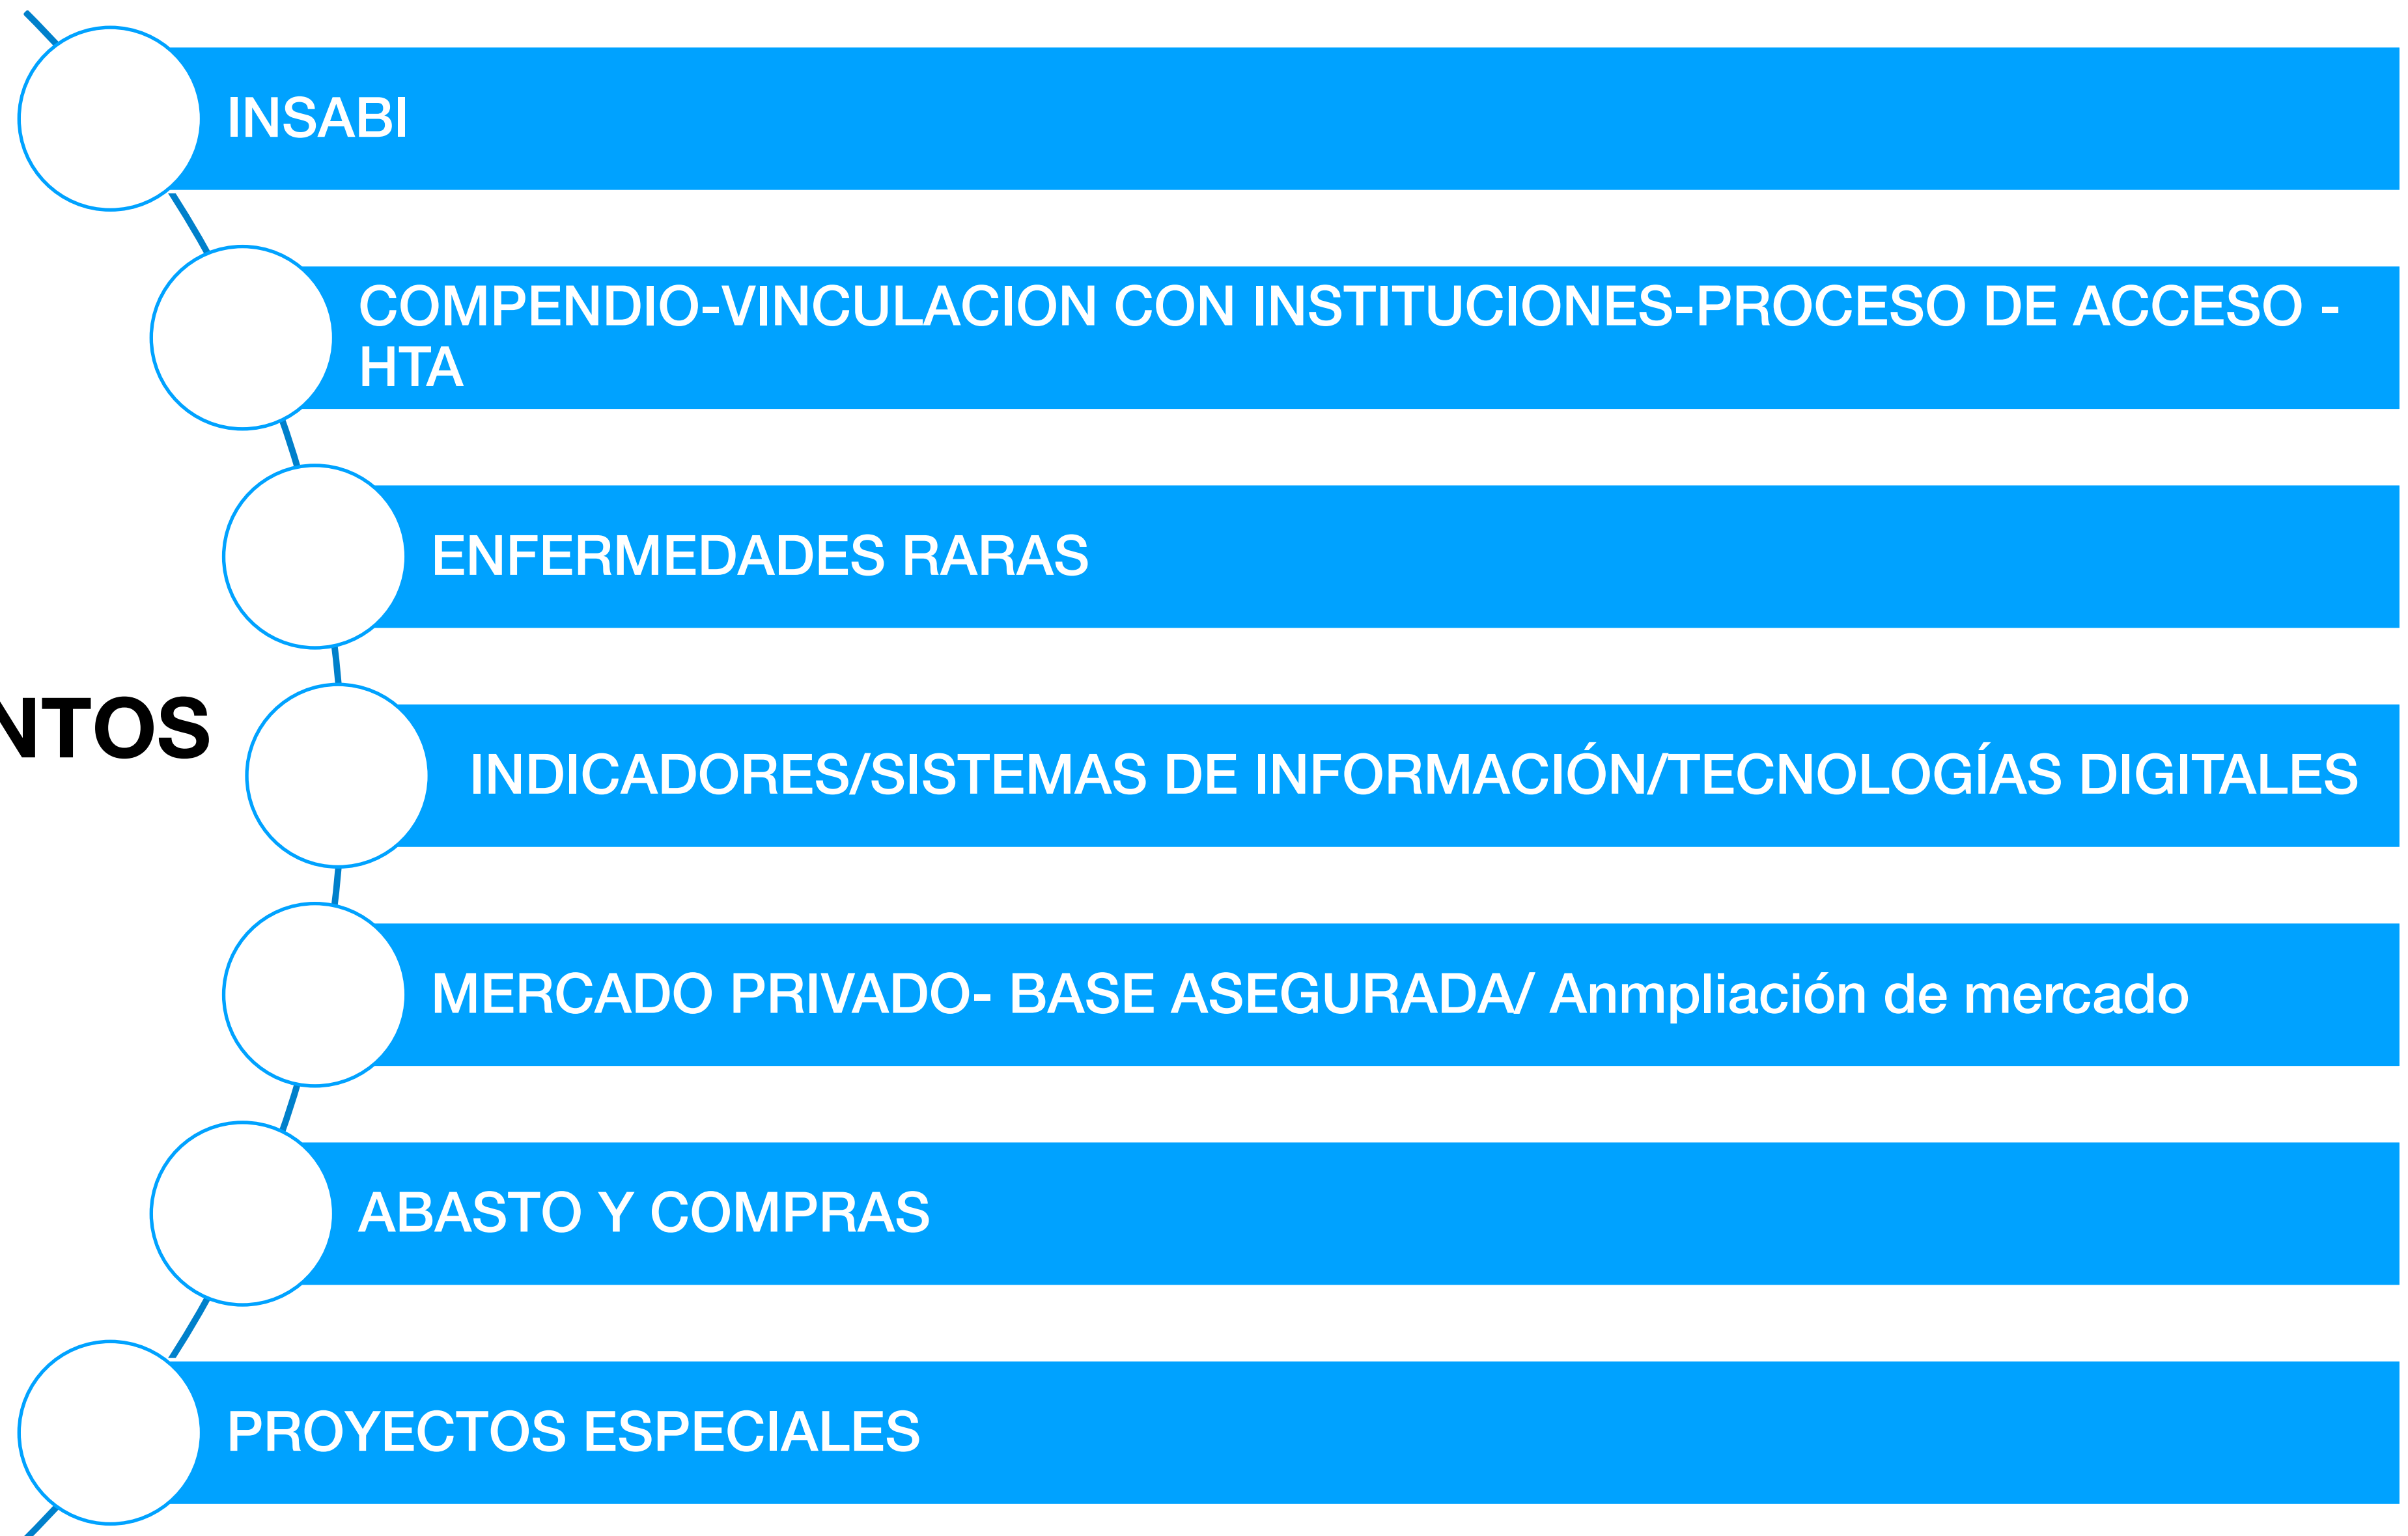 INSABI
COMPENDIO-VINCULACION CON INSTITUCIONES-PROCESO DE ACCESO -
HTA
ENFERMEDADES RARAS
NTOS
INDICADORES/SISTEMAS DE INFORMACIÓN/TECNOLOGÍAS DIGITALES
MERCADO PRIVADO- BASE ASEGURADA/ Anmpliación de mercado
ABASTO Y COMPRAS
PROYECTOS ESPECIALES